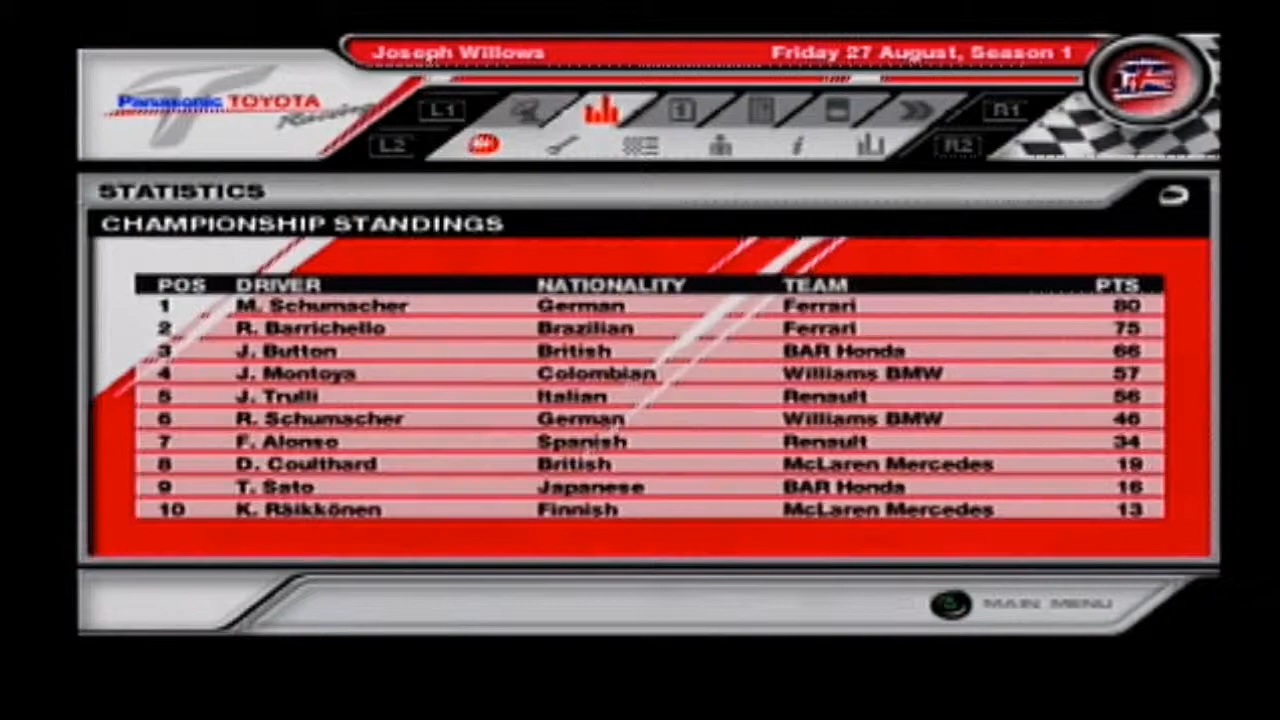 Joseph Willows Friday 27 August, Season 1
Panasonic TOYOTA
Racing
L1 R1
L2 R2
STATISTICS
CHAMPIONSHIP STANDINGS
POS DRIVER NATIONALITY TEAM PTS
1 M. Schumacher German Ferrari 80
2 R. Barrichello Brazilian Ferrari 75
3 J. Button British BAR Honda 66
4 J. Montoya Colombian Williams BMW 57
5 J. Trulli Italian Renault 56
6 R. Schumacher German Williams BMW 46
7 F. Alonso Spanish Renault 34
8 D. Coulthard British McLaren Mercedes 19
9 T. Sato Japanese BAR Honda 16
10 K. Räikkönen Finnish McLaren Mercedes 13
MAIN MENU